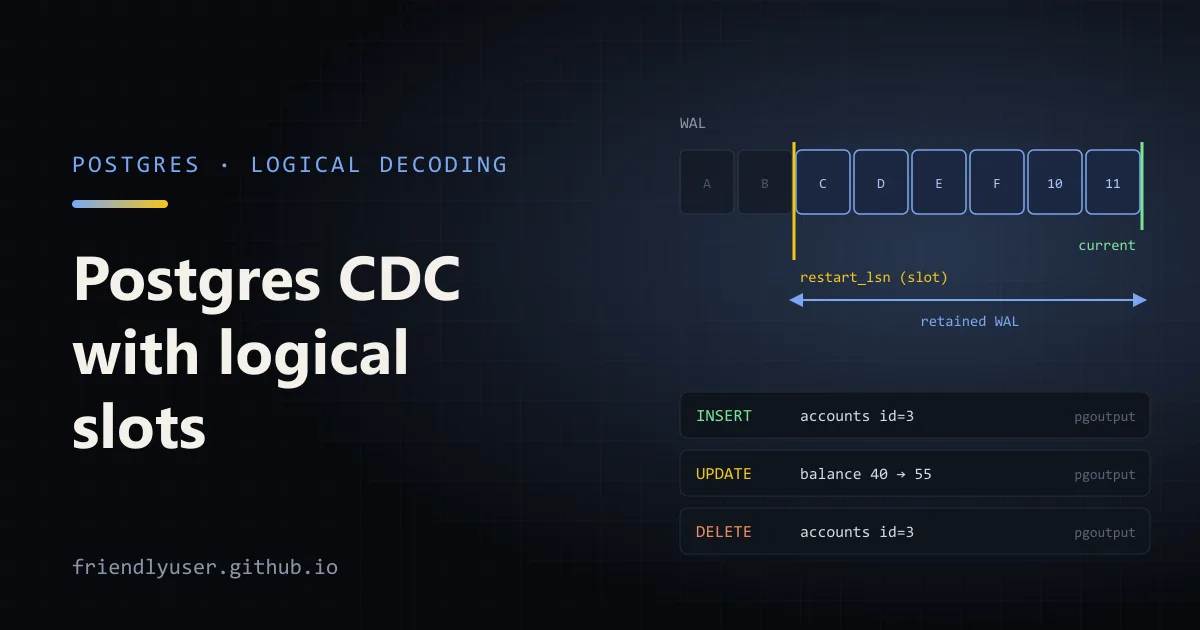 POSTGRES · LOGICAL DECODING
Postgres CDC
with logical
slots
friendlyuser.github.io
WAL
A B C D E F 10 11
current
restart_lsn (slot)
retained WAL
INSERT accounts id=3 pgoutput
UPDATE balance 40 → 55 pgoutput
DELETE accounts id=3 pgoutput